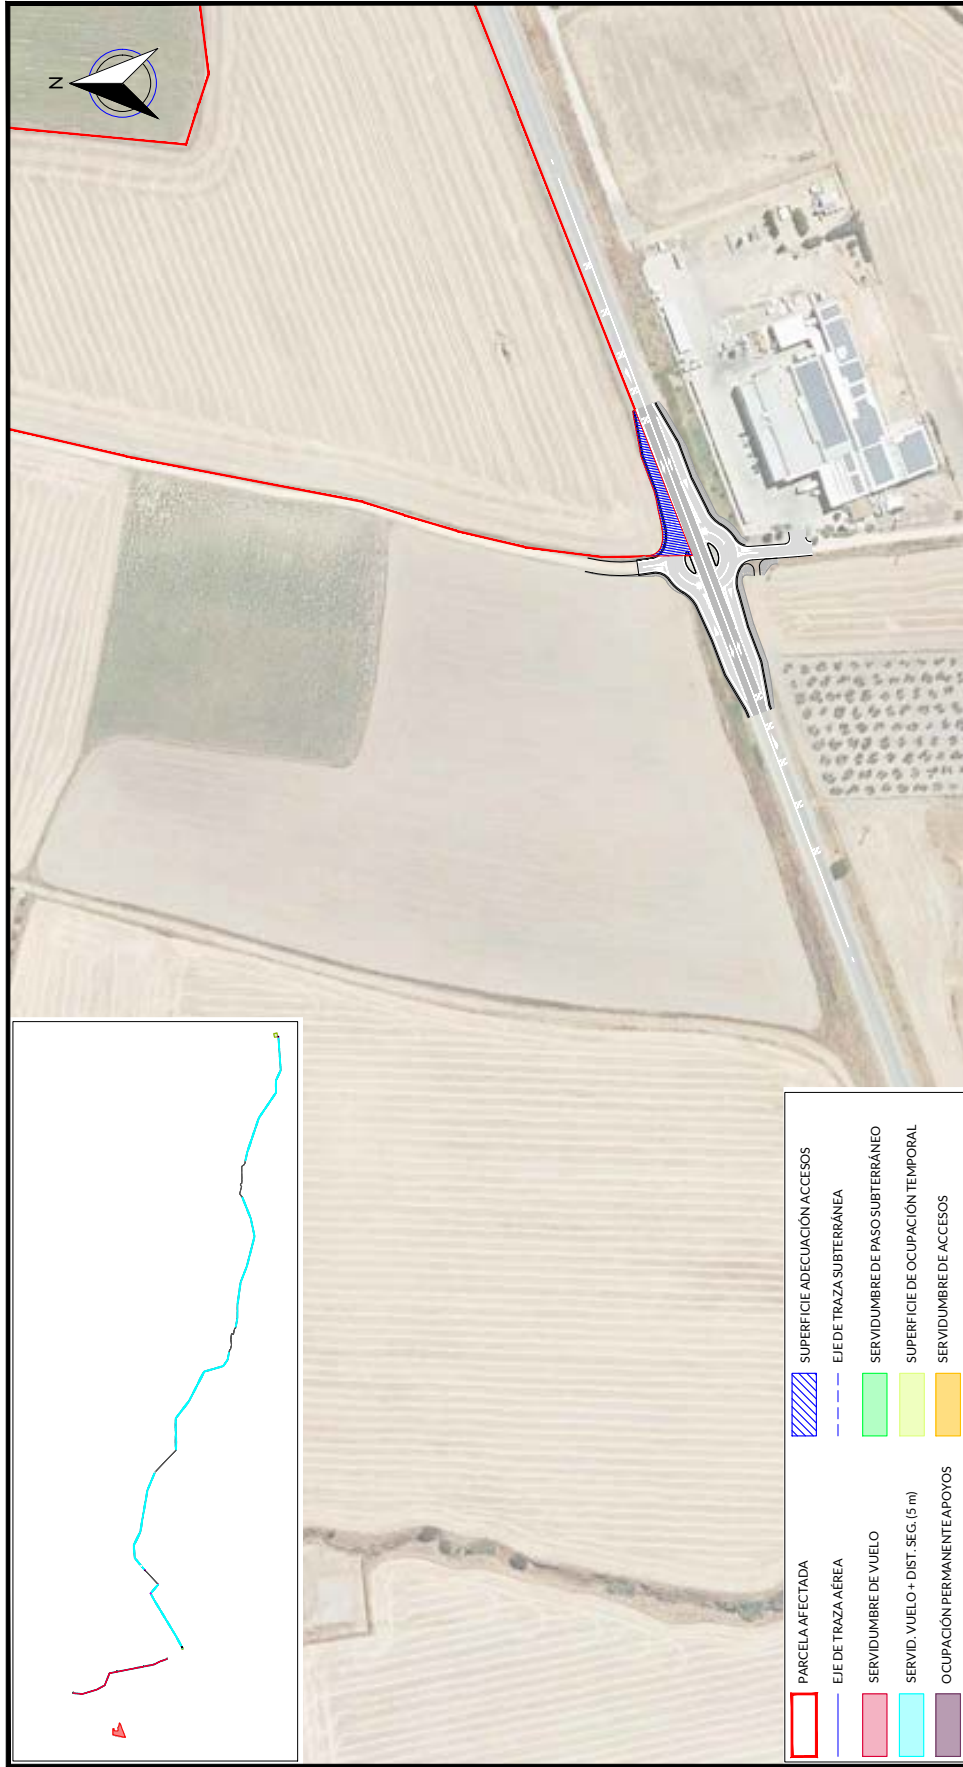 N
PARCELA AFECTADA
EJE DE TRAZA AÉREA
SERVIDUMBRE DE VUELO
SERVID. VUELO + DIST. SEG. (5 m)
OCUPACIÓN PERMANENTE APOYOS
SUPERFICIE ADECUACIÓN ACCESOS
EJE DE TRAZA SUBTERRÁNEA
SERVIDUMBRE DE PASO SUBTERRÁNEO
SUPERFICIE DE OCUPACIÓN TEMPORAL
SERVIDUMBRE DE ACCESOS